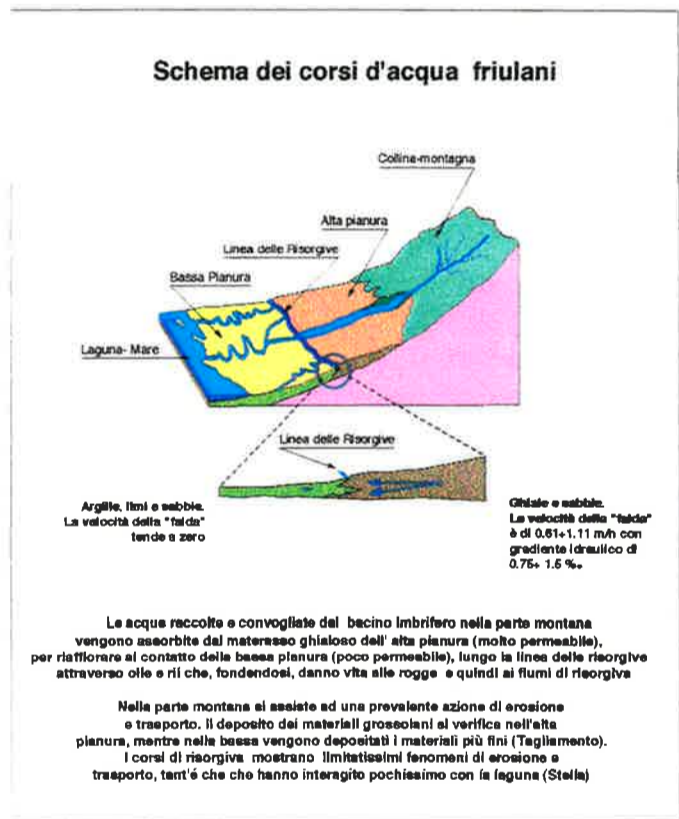 Schema dei corsi d'acqua friulani
Collina-montagna
Alta pianura
Linea delle Risorgive
Bassa Pianura
Laguna- Mare
Linea delle Risorgive
Argille, limi e sabbie.
La velocità della "falda"
tende a zero
Ghiaie e sabbie.
La velocità della "falda"
è di 0.61÷1.11 m/h con
gradiente idraulico di
0.75÷ 1.5 ‰
Le acque raccolte e convogliate dal bacino imbrifero nella parte montana
vengono assorbite dal materasso ghiaioso dell' alta pianura (molto permeabile),
per riaffiorare al contatto della bassa pianura (poco permeabile), lungo la linea delle risorgive
attraverso olle e rii che, fondendosi, danno vita alle rogge e quindi ai fiumi di risorgiva
Nella parte montana si assiste ad una prevalente azione di erosione
e trasporto. Il deposito dei materiali grossolani si verifica nell'alta
pianura, mentre nella bassa vengono depositati i materiali più fini (Tagliamento).
I corsi di risorgiva mostrano limitatissimi fenomeni di erosione e
trasporto, tant'é che che hanno interagito pochissimo con la laguna (Stella)